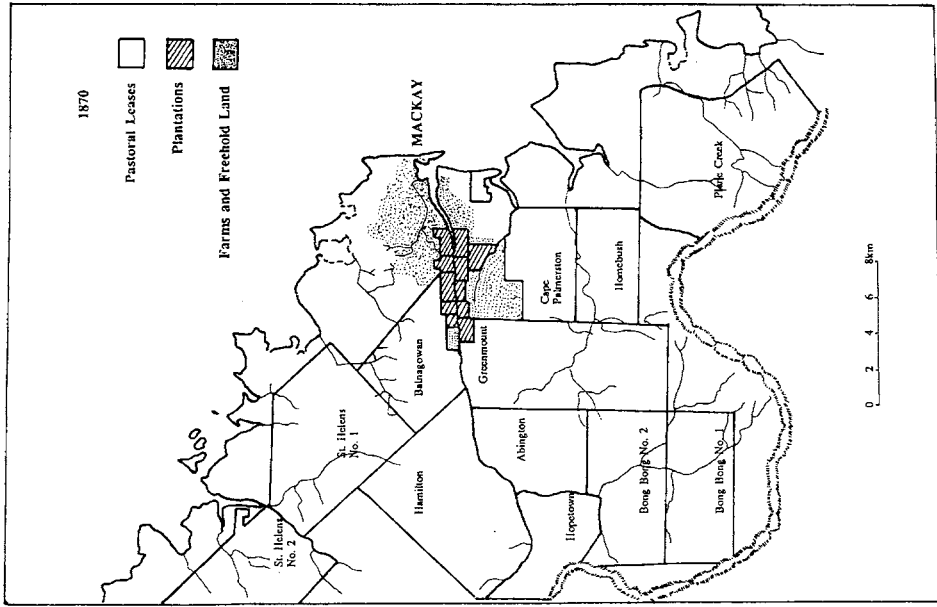 1870
Pastoral Leases
Plantations
Farms and Freehold Land
MACKAY
St. Helens
No. 2
St. Helens
No. 1
Balnagowan
Hamilton
Greenmount
Cape
Palmerston
Homebush
Plane Creek
Abington
Hopetown
Bong Bong No. 2
Bong Bong No. 1
0 2 4 6 8km